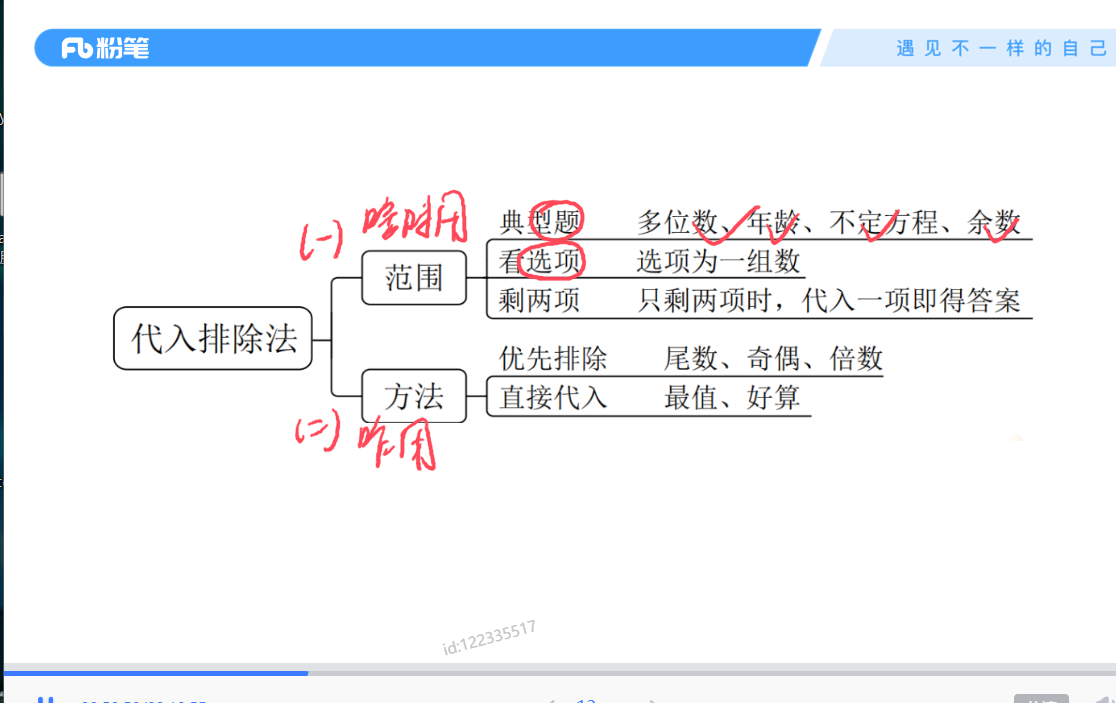 粉笔
遇见不一样的自己
(一) 啥时用
典型题 多位数、年龄、不定方程、余数
范围
看选项 选项为一组数
剩两项 只剩两项时，代入一项即得答案
代入排除法
优先排除 尾数、奇偶、倍数
方法
直接代入 最值、好算
(二) 咋用
id:122335517